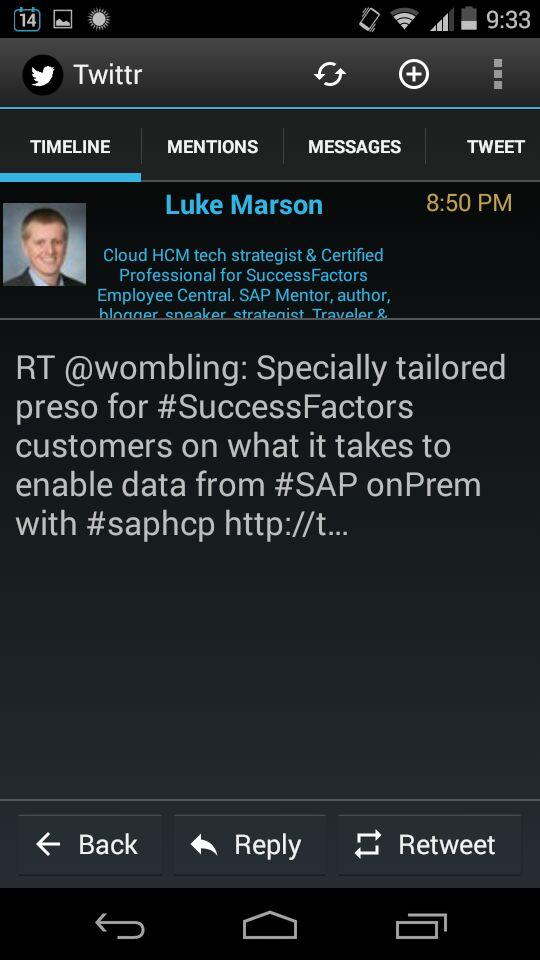 14
9:33
Twittr
TIMELINE
MENTIONS
MESSAGES
TWEET
Luke Marson
8:50 PM
Cloud HCM tech strategist & Certified
Professional for SuccessFactors
Employee Central. SAP Mentor, author,
blogger, speaker, strategist. Traveler &
RT @wombling: Specially tailored
preso for #SuccessFactors
customers on what it takes to
enable data from #SAP onPrem
with #saphcp http://t…
Back
Reply
Retweet